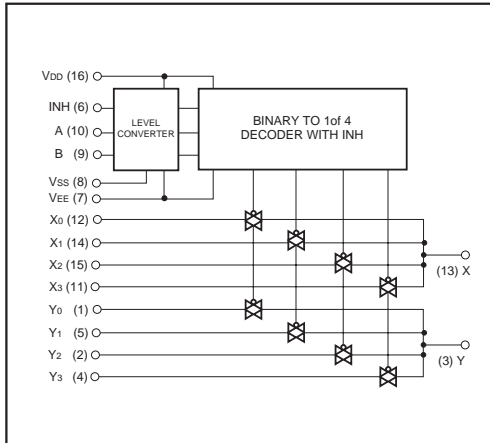 VDD (16)
INH (6)
A (10)
B (9)
VSS (8)
VEE (7)
LEVEL
CONVERTER
BINARY TO 1of 4
DECODER WITH INH
X0 (12)
X1 (14)
X2 (15)
X3 (11)
(13) X
Y0 (1)
Y1 (5)
Y2 (2)
Y3 (4)
(3) Y